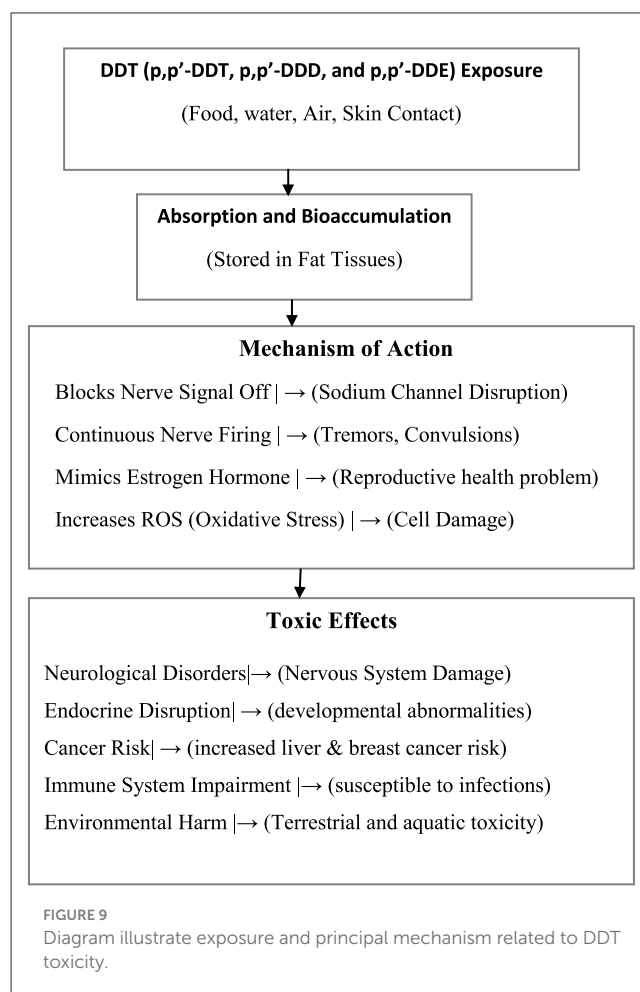 DDT (p,p’-DDT, p,p’-DDD, and p,p’-DDE) Exposure
(Food, water, Air, Skin Contact)
Absorption and Bioaccumulation
(Stored in Fat Tissues)
Mechanism of Action
Blocks Nerve Signal Off | → (Sodium Channel Disruption)
Continuous Nerve Firing | → (Tremors, Convulsions)
Mimics Estrogen Hormone | → (Reproductive health problem)
Increases ROS (Oxidative Stress) | → (Cell Damage)
Toxic Effects
Neurological Disorders|→ (Nervous System Damage)
Endocrine Disruption| → (developmental abnormalities)
Cancer Risk| → (increased liver & breast cancer risk)
Immune System Impairment |→ (susceptible to infections)
Environmental Harm |→ (Terrestrial and aquatic toxicity)
FIGURE 9
Diagram illustrate exposure and principal mechanism related to DDT
toxicity.